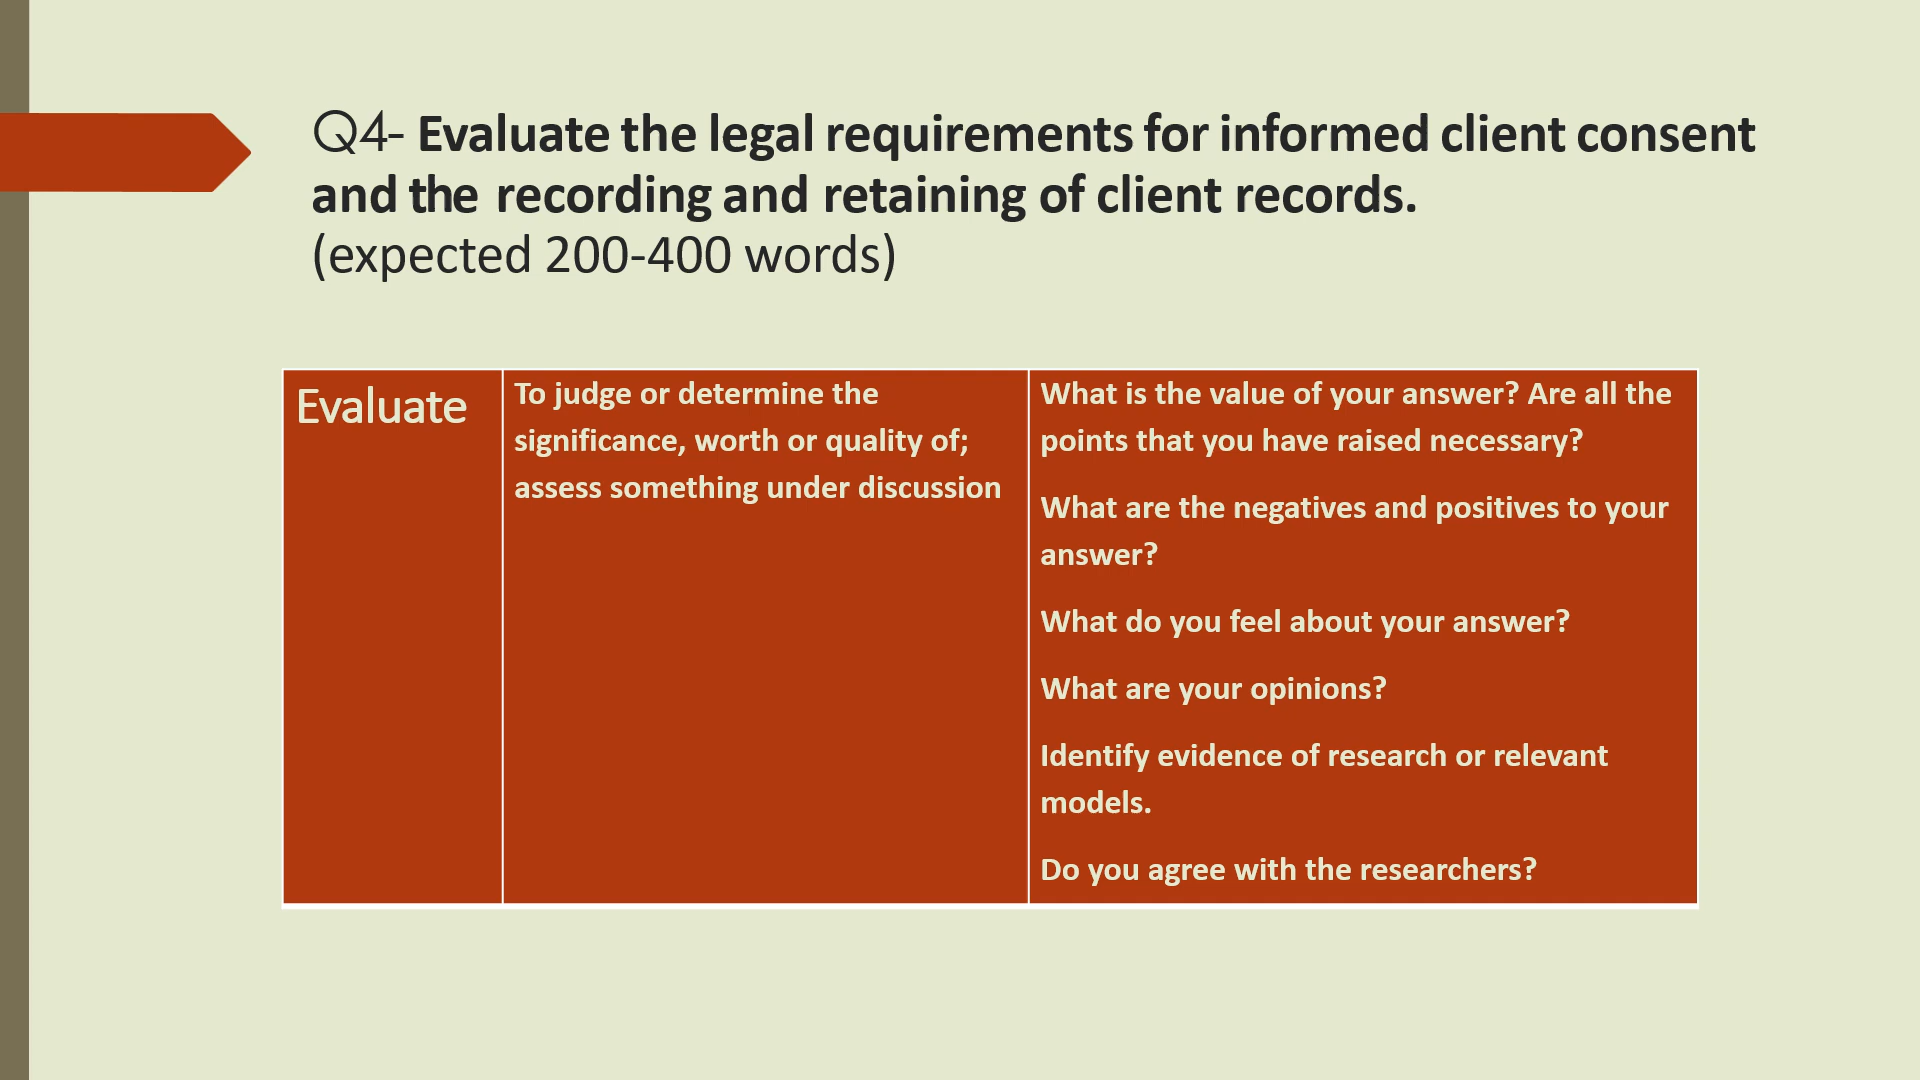 Q4- Evaluate the legal requirements for informed client consent
and the recording and retaining of client records.
(expected 200-400 words)
Evaluate
To judge or determine the
significance, worth or quality of;
assess something under discussion
What is the value of your answer? Are all the
points that you have raised necessary?
What are the negatives and positives to your
answer?
What do you feel about your answer?
What are your opinions?
Identify evidence of research or relevant
models.
Do you agree with the researchers?